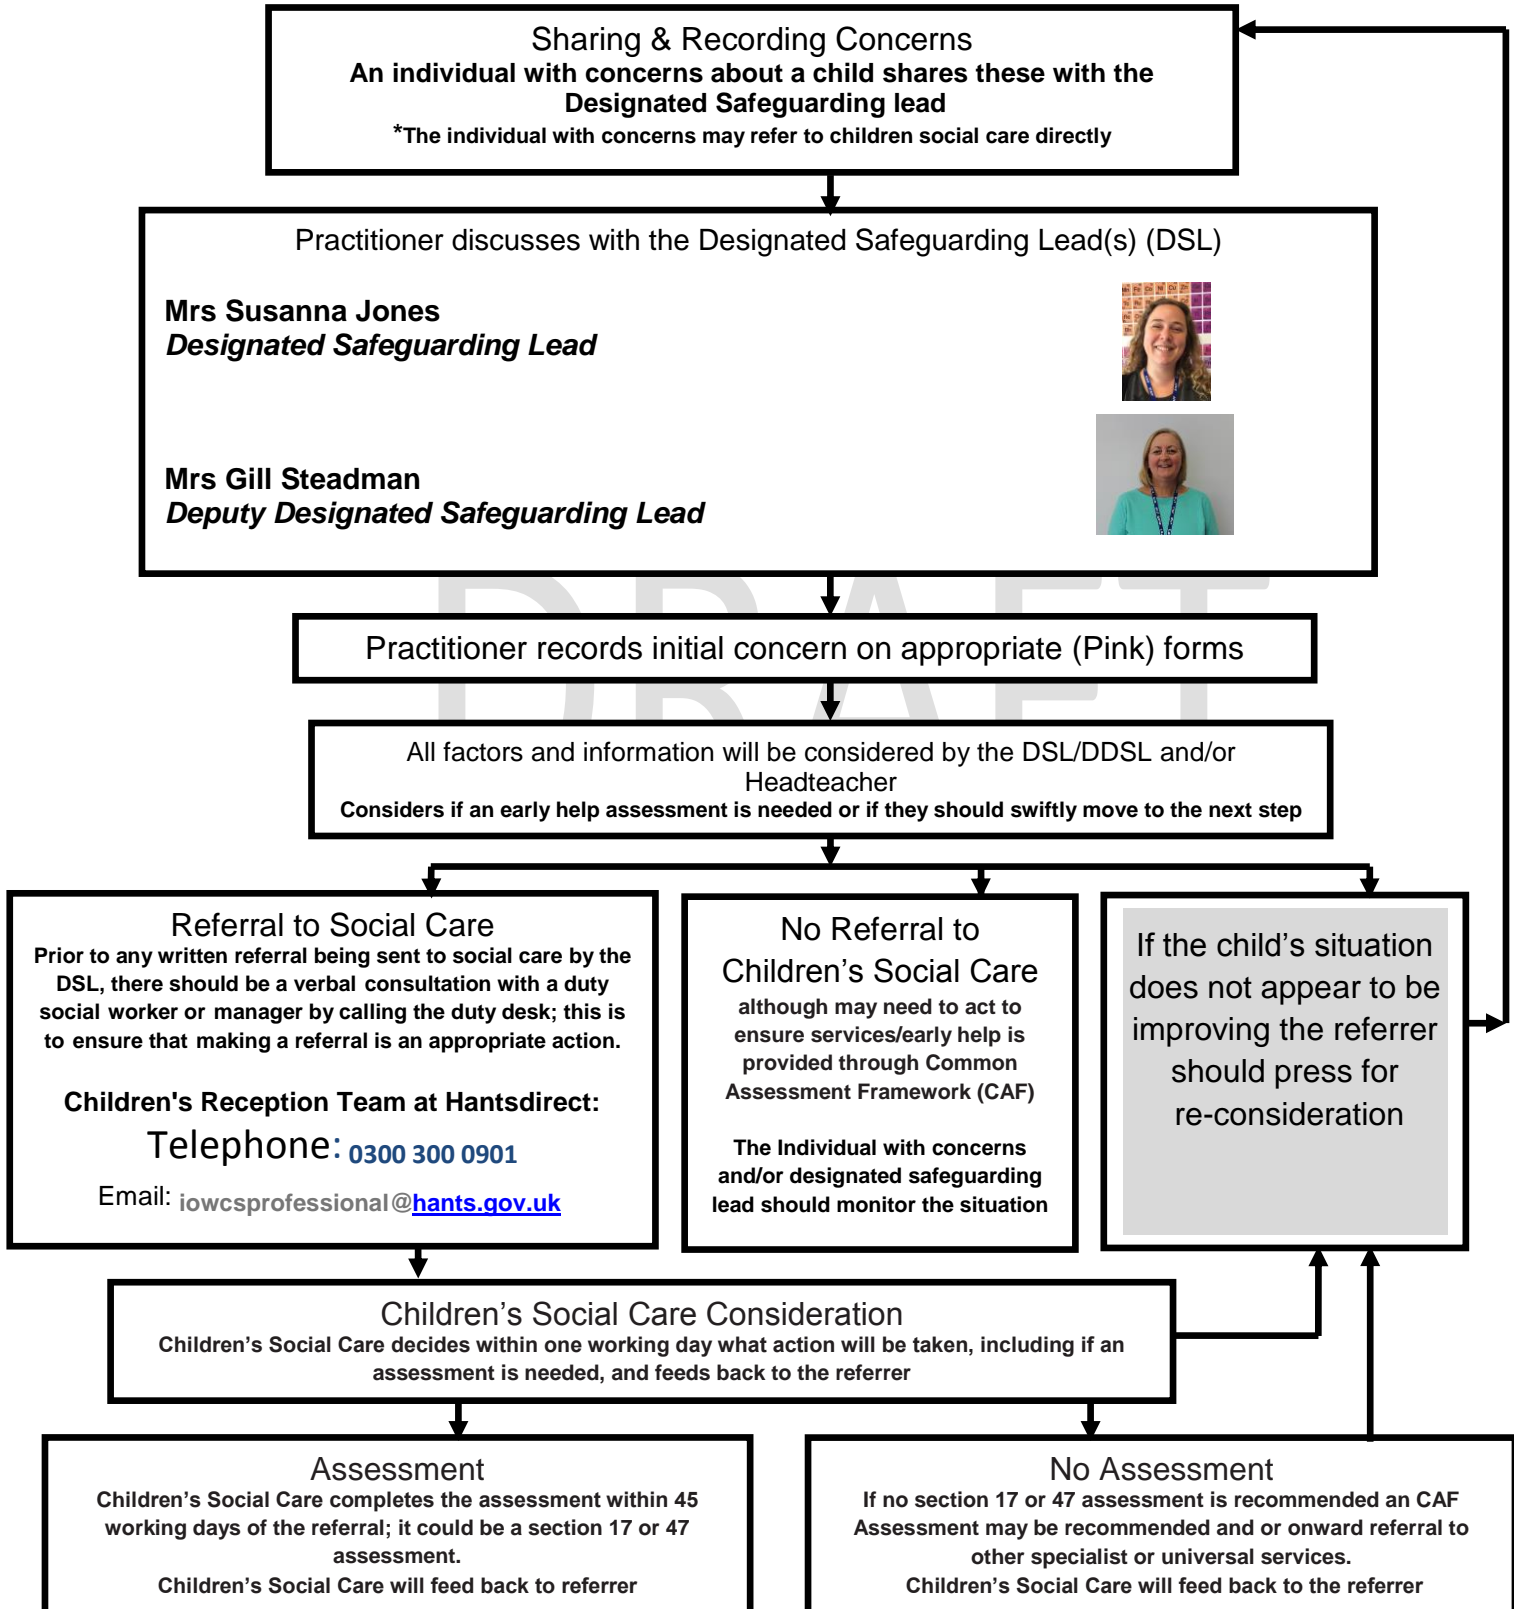 Sharing & Recording Concerns
An individual with concerns about a child shares these with the
Designated Safeguarding lead
*The individual with concerns may refer to children social care directly
Practitioner discusses with the Designated Safeguarding Lead(s) (DSL)
Mrs Susanna Jones
Designated Safeguarding Lead
Mrs Gill Steadman
Deputy Designated Safeguarding Lead
DRAFT
Practitioner records initial concern on appropriate (Pink) forms
All factors and information will be considered by the DSL/DDSL and/or
Headteacher
Considers if an early help assessment is needed or if they should swiftly move to the next step
Referral to Social Care
Prior to any written referral being sent to social care by the
DSL, there should be a verbal consultation with a duty
social worker or manager by calling the duty desk; this is
to ensure that making a referral is an appropriate action.
Children's Reception Team at Hantsdirect:
Telephone: 0300 300 0901
Email: iowcsprofessional@hants.gov.uk
No Referral to
Children's Social Care
although may need to act to
ensure services/early help is
provided through Common
Assessment Framework (CAF)
The Individual with concerns
and/or designated safeguarding
lead should monitor the situation
If the child's situation
does not appear to be
improving the referrer
should press for
re-consideration
Children's Social Care Consideration
Children's Social Care decides within one working day what action will be taken, including if an
assessment is needed, and feeds back to the referrer
Assessment
Children's Social Care completes the assessment within 45
working days of the referral; it could be a section 17 or 47
assessment.
Children's Social Care will feed back to referrer
No Assessment
If no section 17 or 47 assessment is recommended an CAF
Assessment may be recommended and or onward referral to
other specialist or universal services.
Children's Social Care will feed back to the referrer